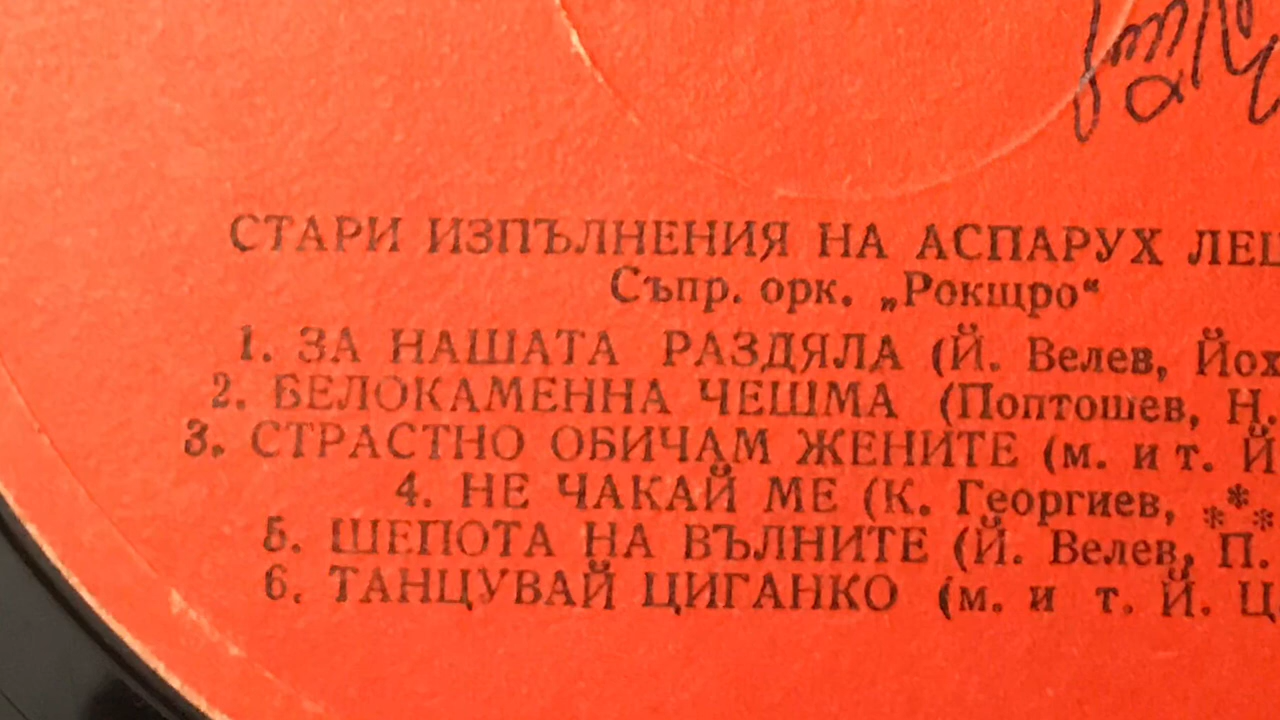 СТАРИ ИЗПЪЛНЕНИЯ НА АСПАРУХ
Съпр. орк. „Рокщро“
1. ЗА НАШАТА РАЗДЯЛА (Й. Велев,
2. БЕЛОКАМЕННА ЧЕШМА (Поптошев, Н.
3. СТРАСТНО ОБИЧАМ ЖЕНИТЕ (м. и т. Й
4. НЕ ЧАКАЙ МЕ (К. Георгиев, ***
5. ШЕПОТА НА ВЪЛНИТЕ (Й. Велев, П.
6. ТАНЦУВАЙ ЦИГАНКО (м. и т. Й. Ц